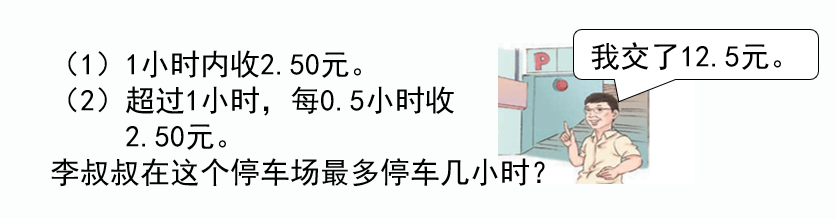 (1) 1小时内收2.50元。
我交了12.5元。
(2) 超过1小时，每0.5小时收
2.50元。
李叔叔在这个停车场最多停车几小时？
P